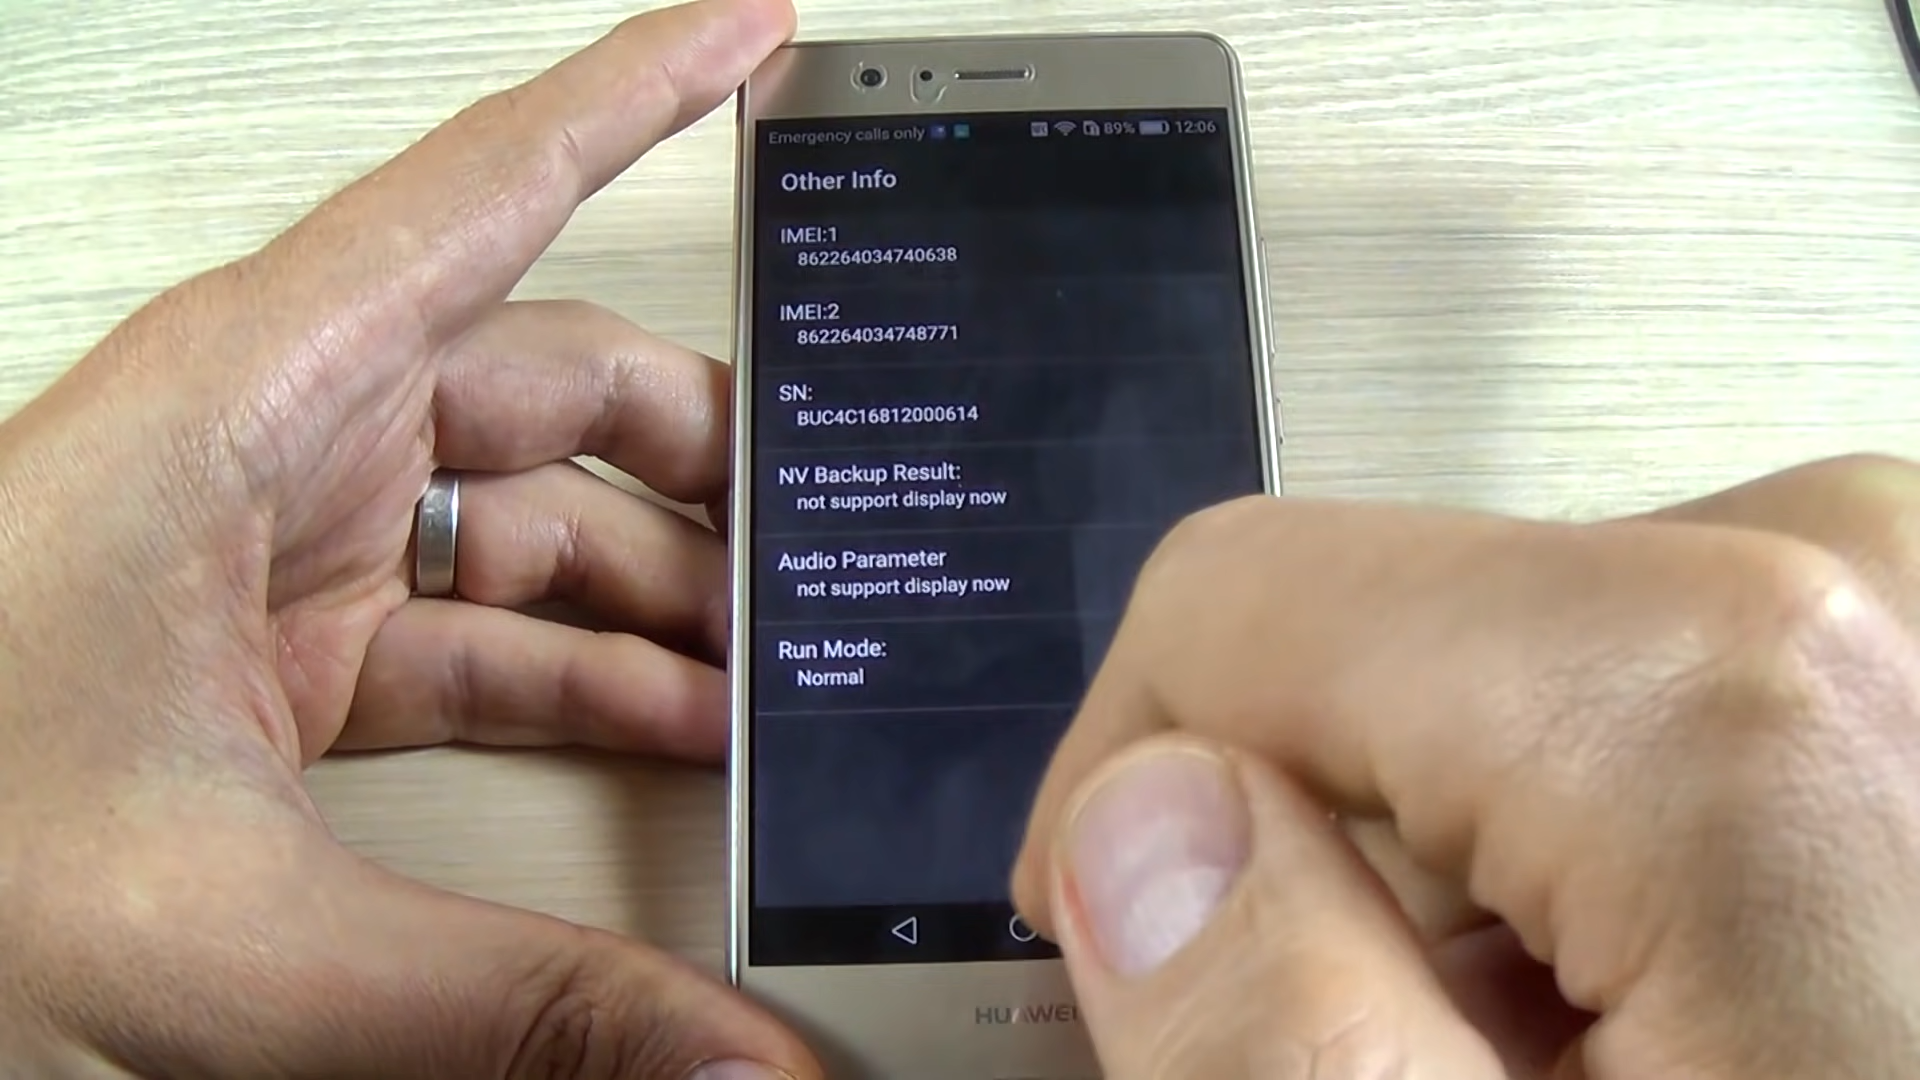 Emergency calls only 89% 12:06
Other Info
IMEI:1
862264034740638
IMEI:2
862264034748771
SN:
BUC4C16812000614
NV Backup Result:
not support display now
Audio Parameter
not support display now
Run Mode:
Normal
HUAWEI